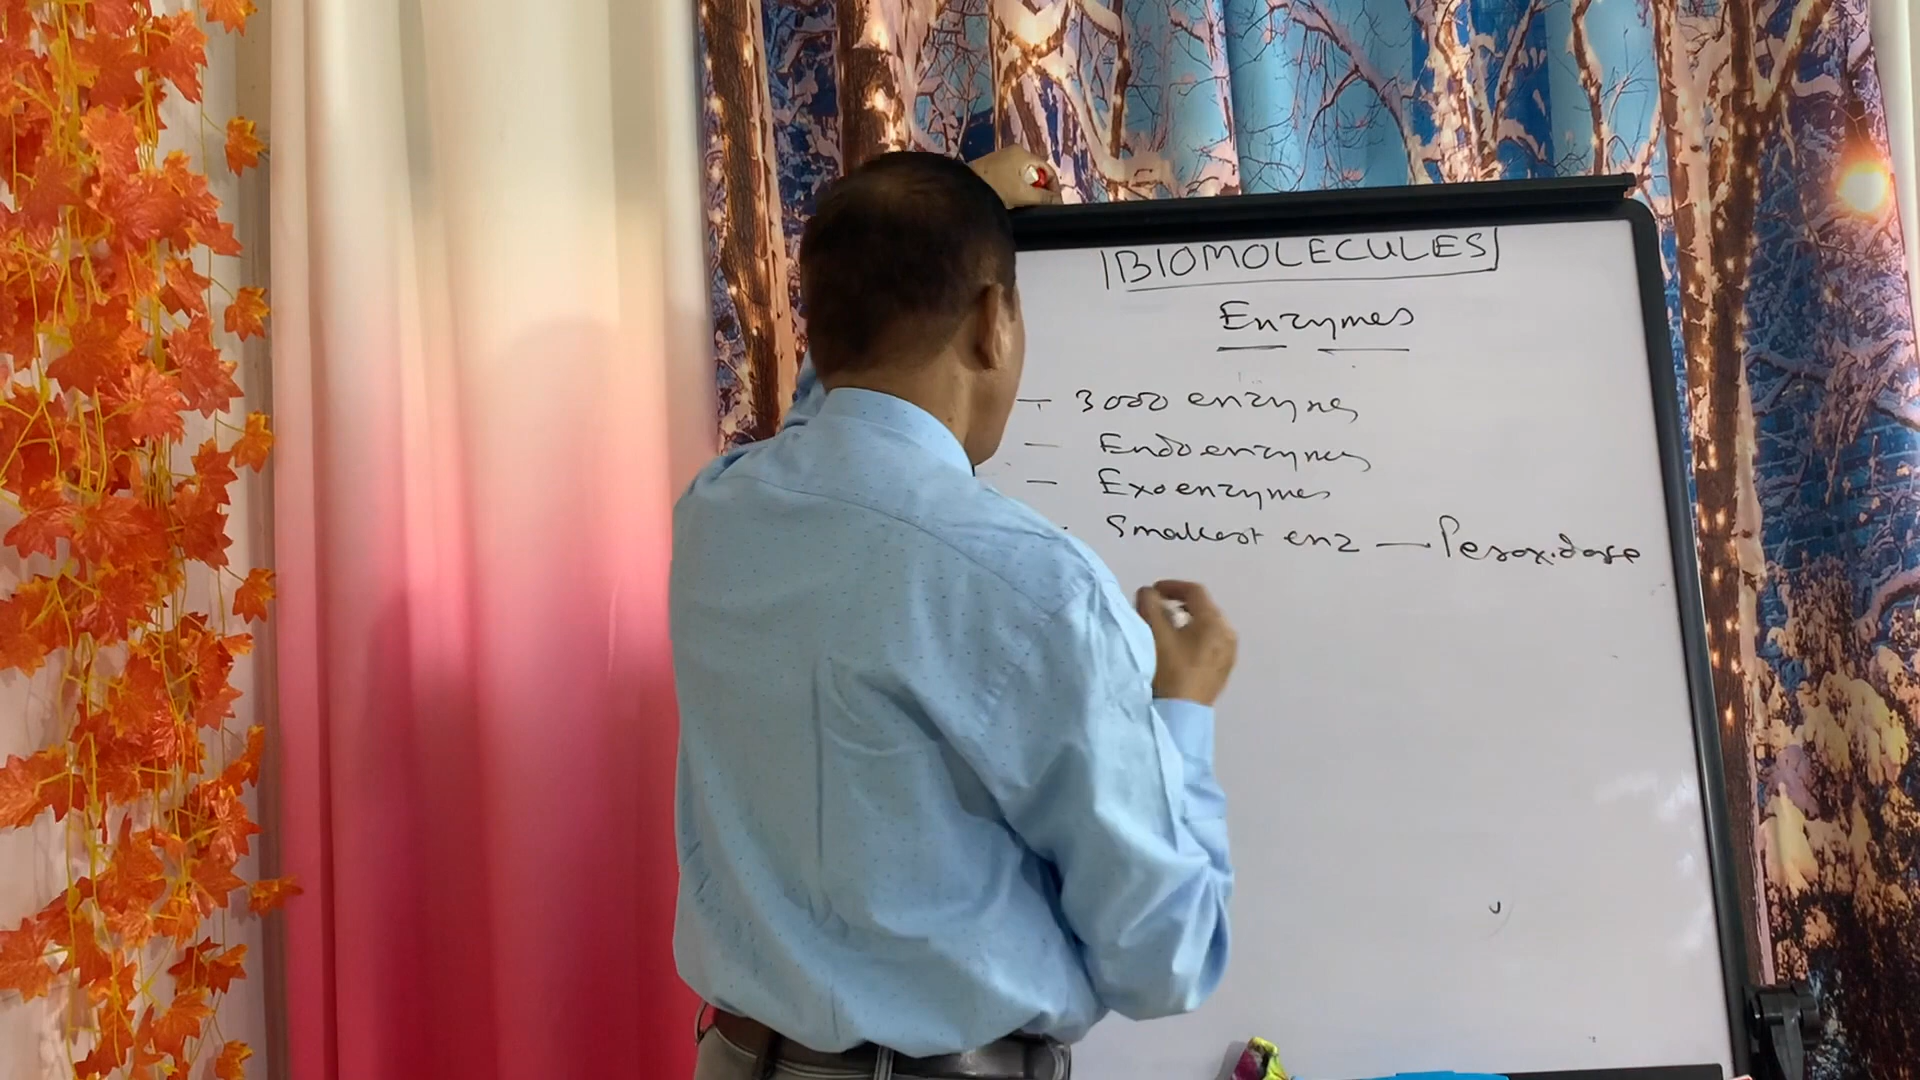 BIOMOLECULES
Enzymes
- 3000 enzymes
- Endoenzymes
- Exoenzymes
- Smallest enz — Peroxidase